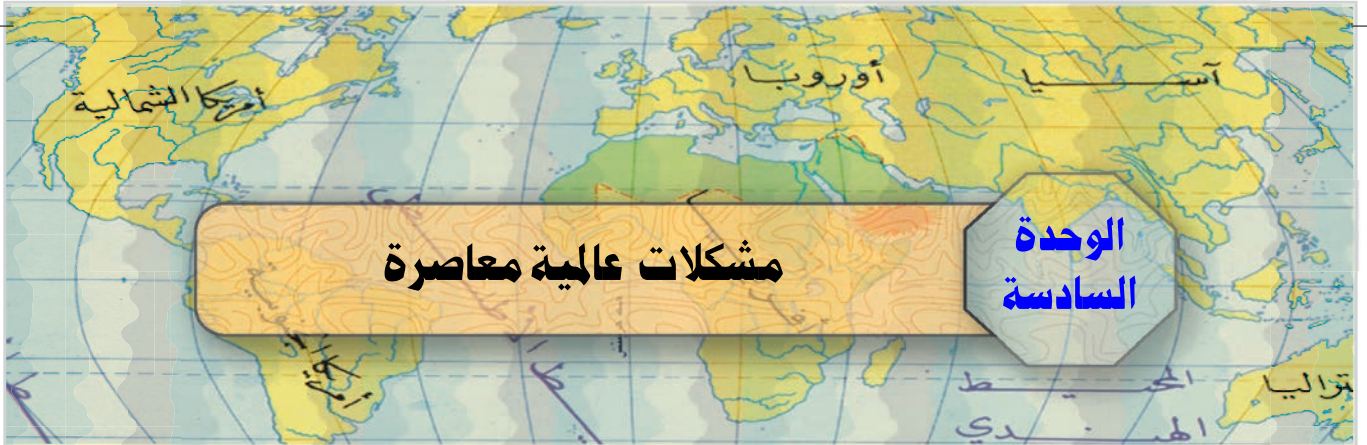 آسيا
أوروبا
أمريكا الشمالية
الوحدة
السادسة
مشكلات عالمية معاصرة
المحيط
الهندي